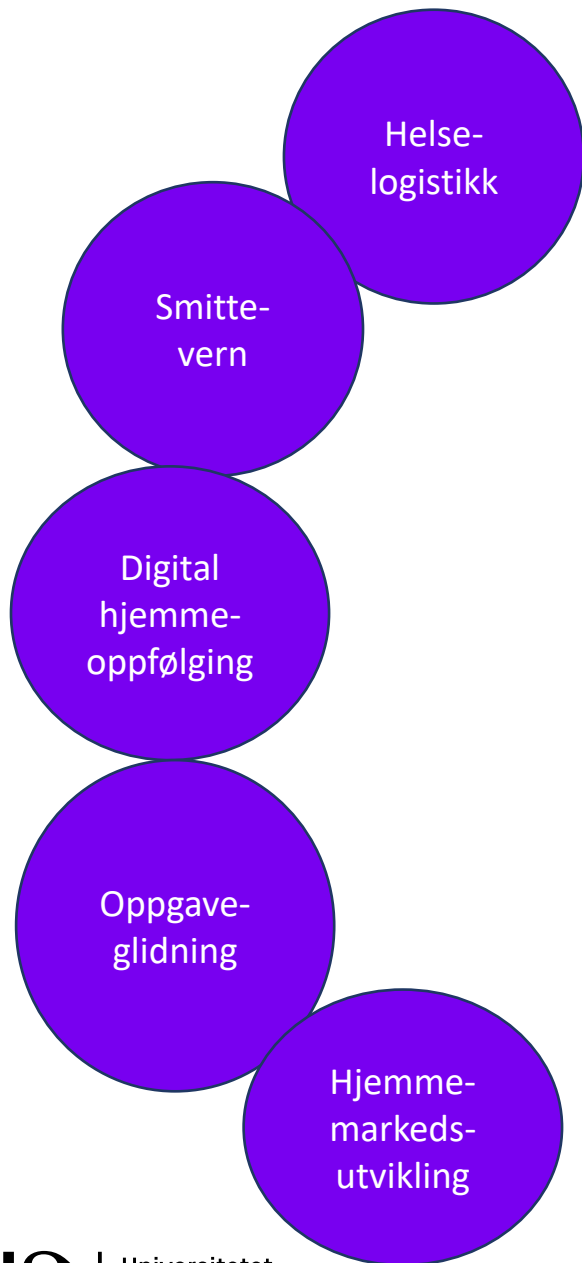 Helse-
logistikk
Smitte-
vern
Digital
hjemme-
oppfølging
Oppgave-
glidning
Hjemme-
markeds-
utvikling
Universitetet